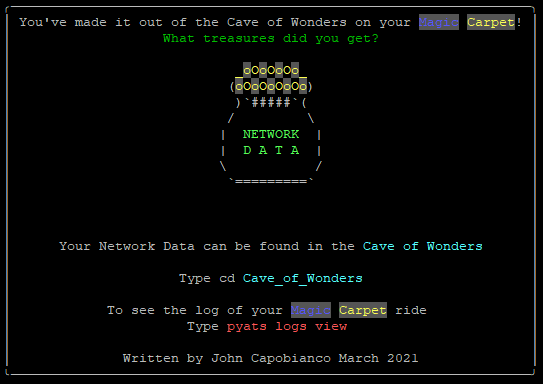 You've made it out of the Cave of Wonders on your Magic Carpet!
What treasures did you get?
_oOoOoOo_
(oOoOoOoOo)
)`#####`(
/         \
|  NETWORK  |
|  D A T A  |
\           /
`=========`
Your Network Data can be found in the Cave of Wonders
Type cd Cave_of_Wonders
To see the log of your Magic Carpet ride
Type pyats logs view
Written by John Capobianco March 2021